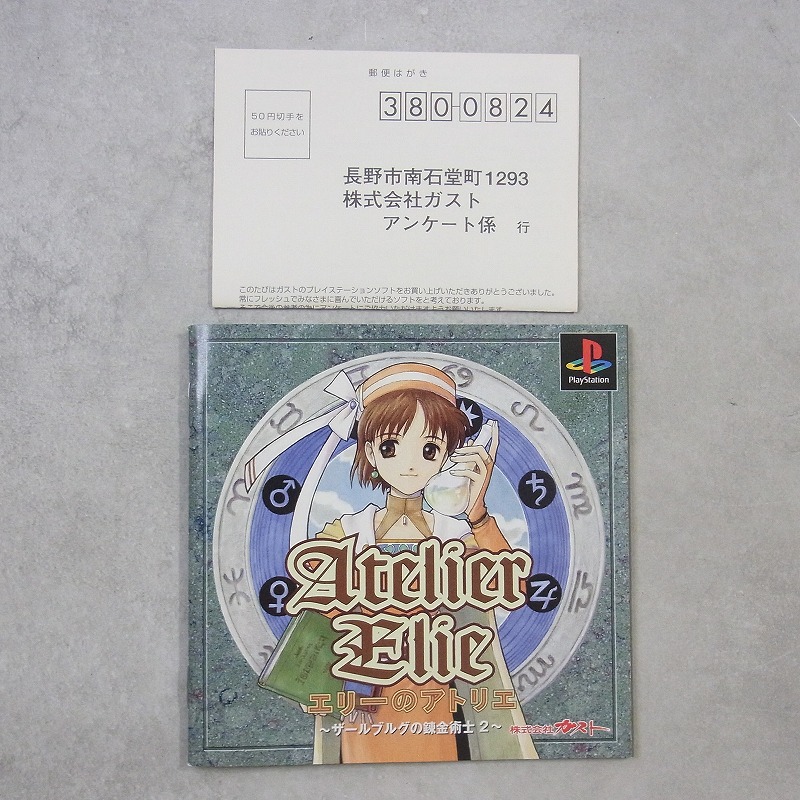 郵便はがき
50円切手を
お貼りください
380-0824
長野市南石堂町1293
株式会社ガスト
アンケート係 行
このたびはガストのプレイステーションソフトをお買い上げいただきありがとうございました。
常にフレッシュでみなさまに喜んでいただけるソフトをと考えております。
PlayStation
Atelier
Elie
エリーのアトリエ
～ザールブルグの錬金術士2～
株式会社ガスト